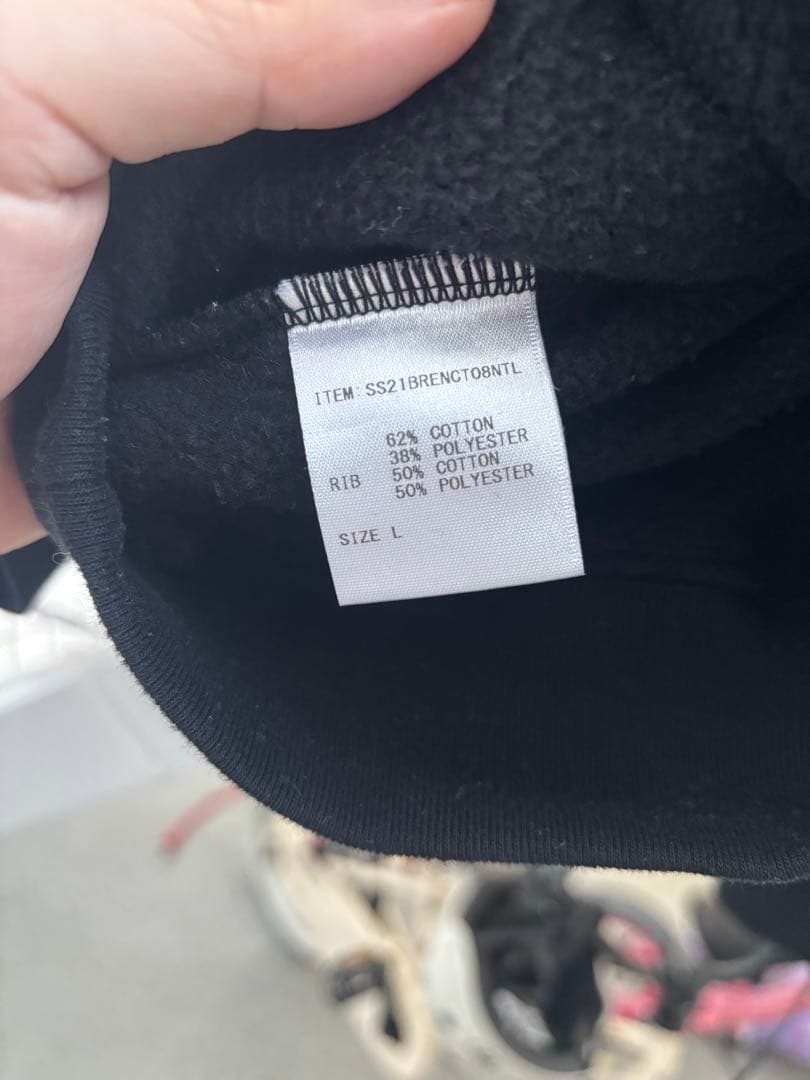 ITEM: SS21BRENCT08NTL
62% COTTON
38% POLYESTER
RIB 50% COTTON
50% POLYESTER
SIZE L